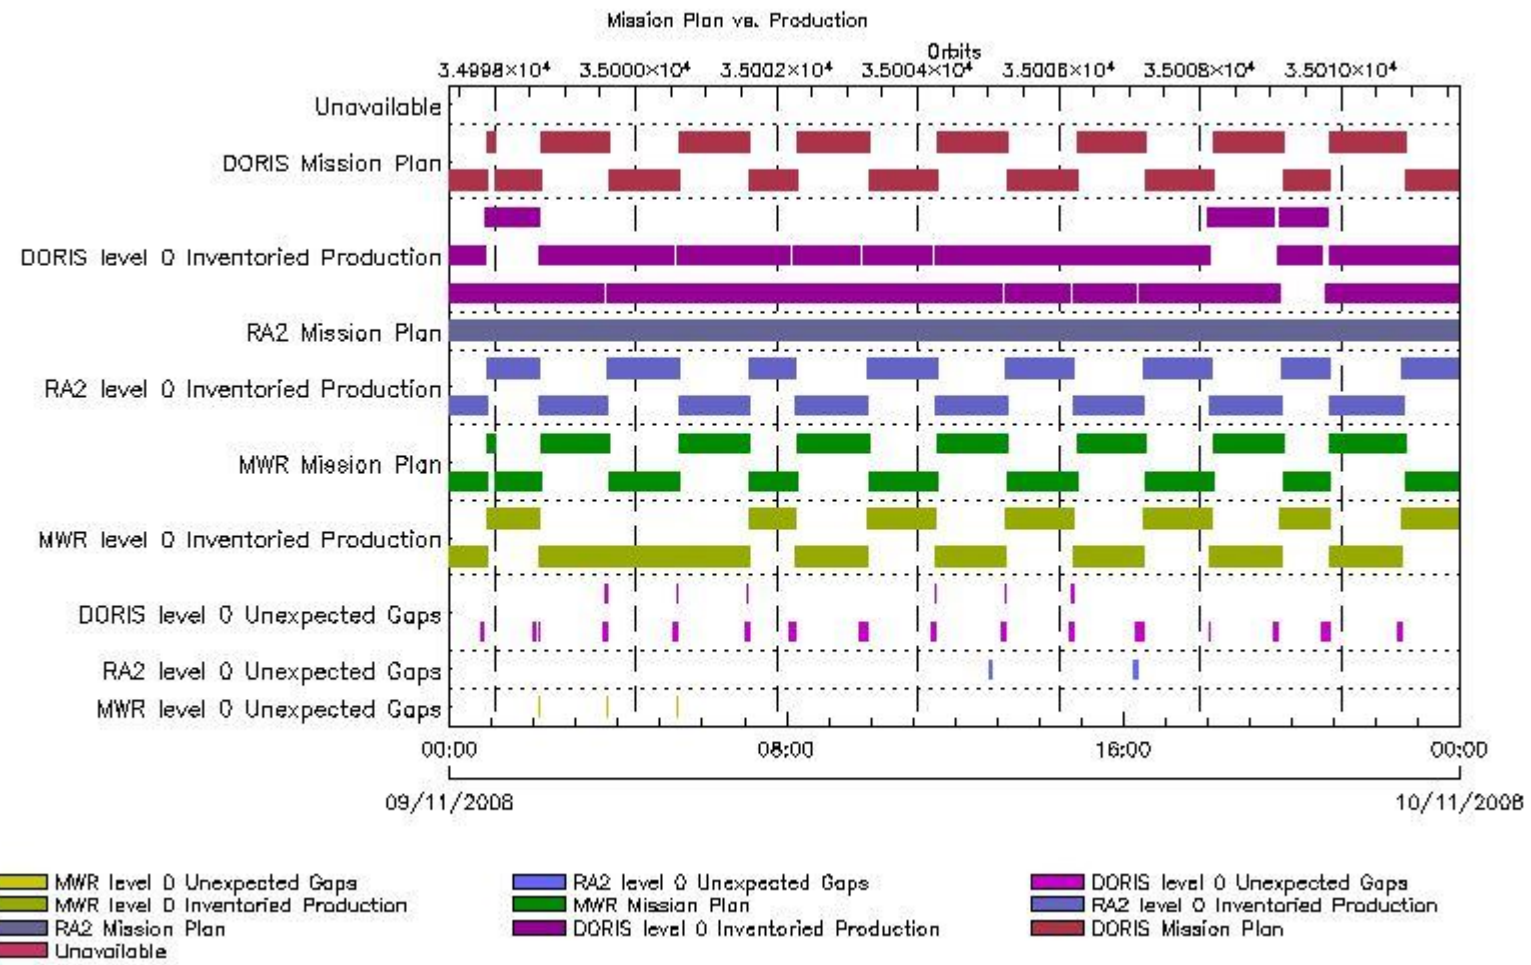 Mission Plan vs. Production
Orbits
3.4998×10⁴ 3.5000×10⁴ 3.5002×10⁴ 3.5004×10⁴ 3.5006×10⁴ 3.5008×10⁴ 3.5010×10⁴
Unavailable
DORIS Mission Plan
DORIS level 0 Inventoried Production
RA2 Mission Plan
RA2 level 0 Inventoried Production
MWR Mission Plan
MWR level 0 Inventoried Production
DORIS level 0 Unexpected Gaps
RA2 level 0 Unexpected Gaps
MWR level 0 Unexpected Gaps
00:00 08:00 16:00 00:00
09/11/2008 10/11/2008
MWR level 0 Unexpected Gaps RA2 level 0 Unexpected Gaps DORIS level 0 Unexpected Gaps
MWR level 0 Inventoried Production MWR Mission Plan RA2 level 0 Inventoried Production
RA2 Mission Plan DORIS level 0 Inventoried Production DORIS Mission Plan
Unavailable